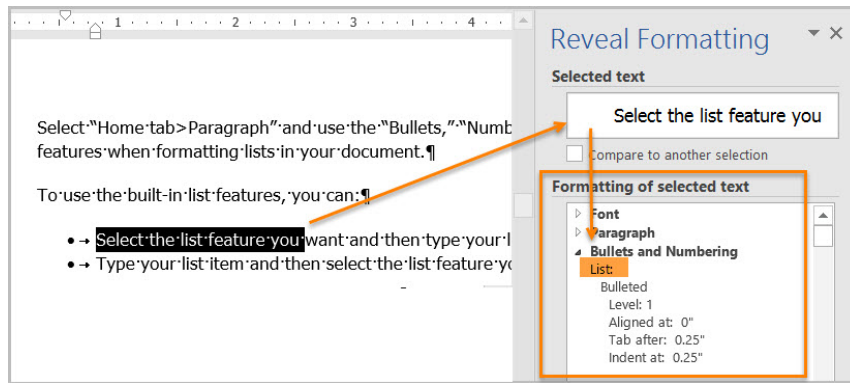 1 2 3 4
Select "Home tab>Paragraph" and use the "Bullets," "Numb
features when formatting lists in your document.¶
To use the built-in list features, you can:¶
• → Select the list feature you want and then type your l
• → Type your list item and then select the list feature yo
Reveal Formatting
Selected text
Select the list feature you
Compare to another selection
Formatting of selected text
Font
Paragraph
Bullets and Numbering
List:
Bulleted
Level: 1
Aligned at: 0"
Tab after: 0.25"
Indent at: 0.25"